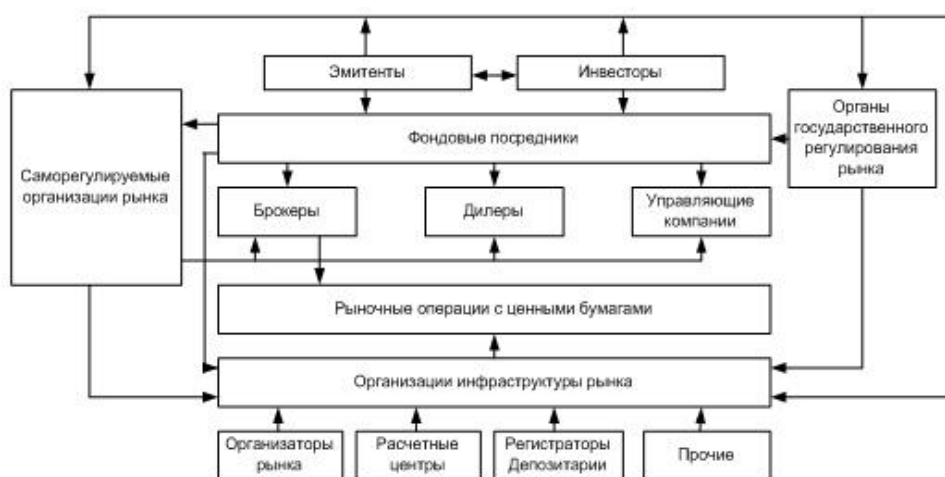 Эмитенты
Инвесторы
Саморегулируемые
организации рынка
Фондовые посредники
Органы
государственного
регулирования
рынка
Брокеры
Дилеры
Управляющие
компании
Рыночные операции с ценными бумагами
Организации инфраструктуры рынка
Организаторы
рынка
Расчетные
центры
Регистраторы
Депозитарии
Прочие